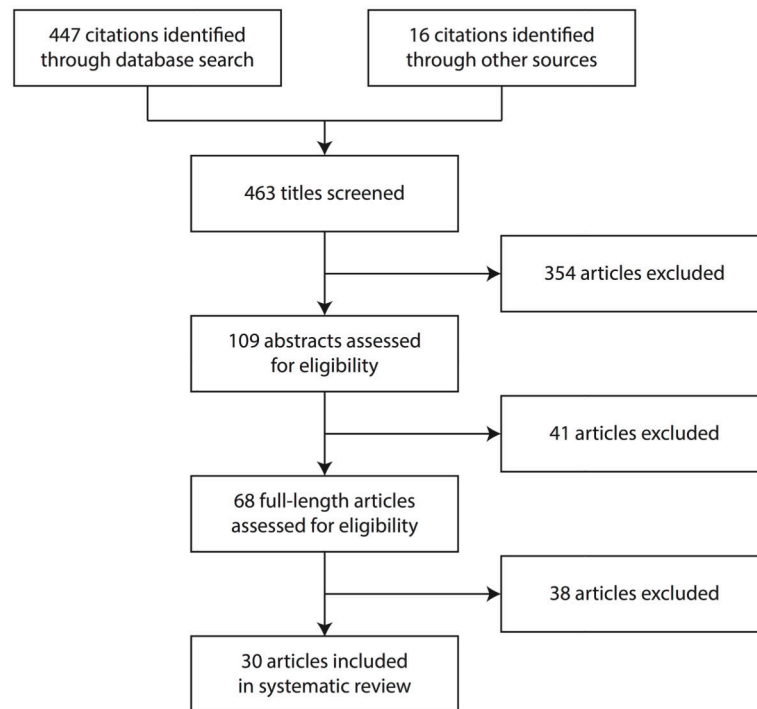 447 citations identified
through database search
16 citations identified
through other sources
463 titles screened
354 articles excluded
109 abstracts assessed
for eligibility
41 articles excluded
68 full-length articles
assessed for eligibility
38 articles excluded
30 articles included
in systematic review